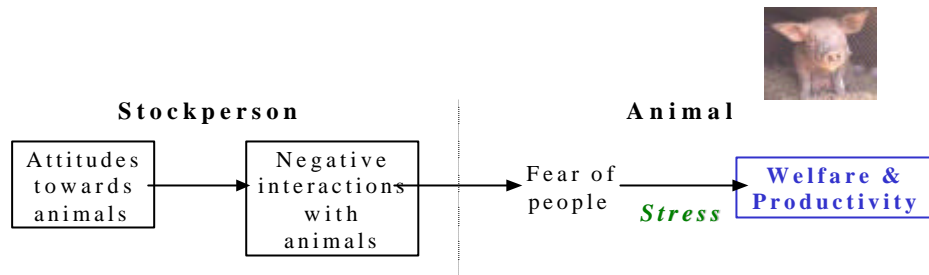 Stockperson
Animal
Attitudes
towards
animals
Negative
interactions
with
animals
Fear of
people
Stress
Welfare &
Productivity